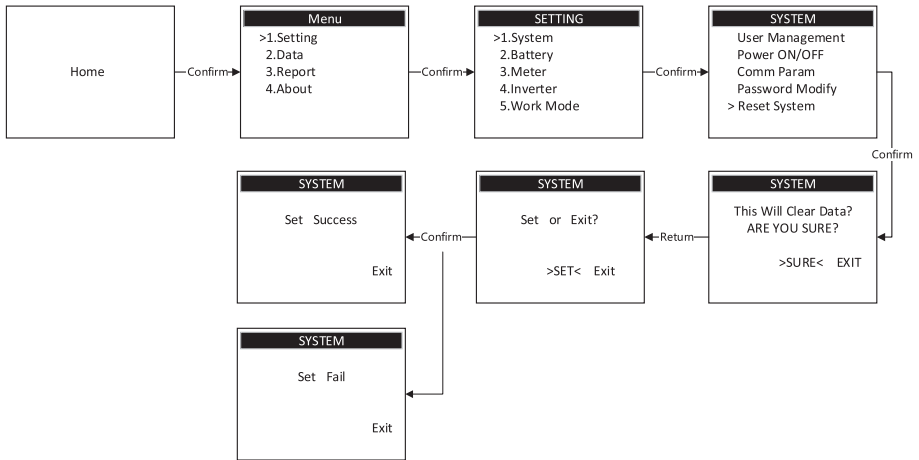 Home
Confirm
Menu
>1.Setting
2.Data
3.Report
4.About
Confirm
SETTING
>1.System
2.Battery
3.Meter
4.Inverter
5.Work Mode
Confirm
SYSTEM
User Management
Power ON/OFF
Comm Param
Password Modify
> Reset System
Confirm
SYSTEM
This Will Clear Data?
ARE YOU SURE?
>SURE< EXIT
Return
SYSTEM
Set or Exit?
>SET< Exit
Confirm
SYSTEM
Set Success
Exit
SYSTEM
Set Fail
Exit